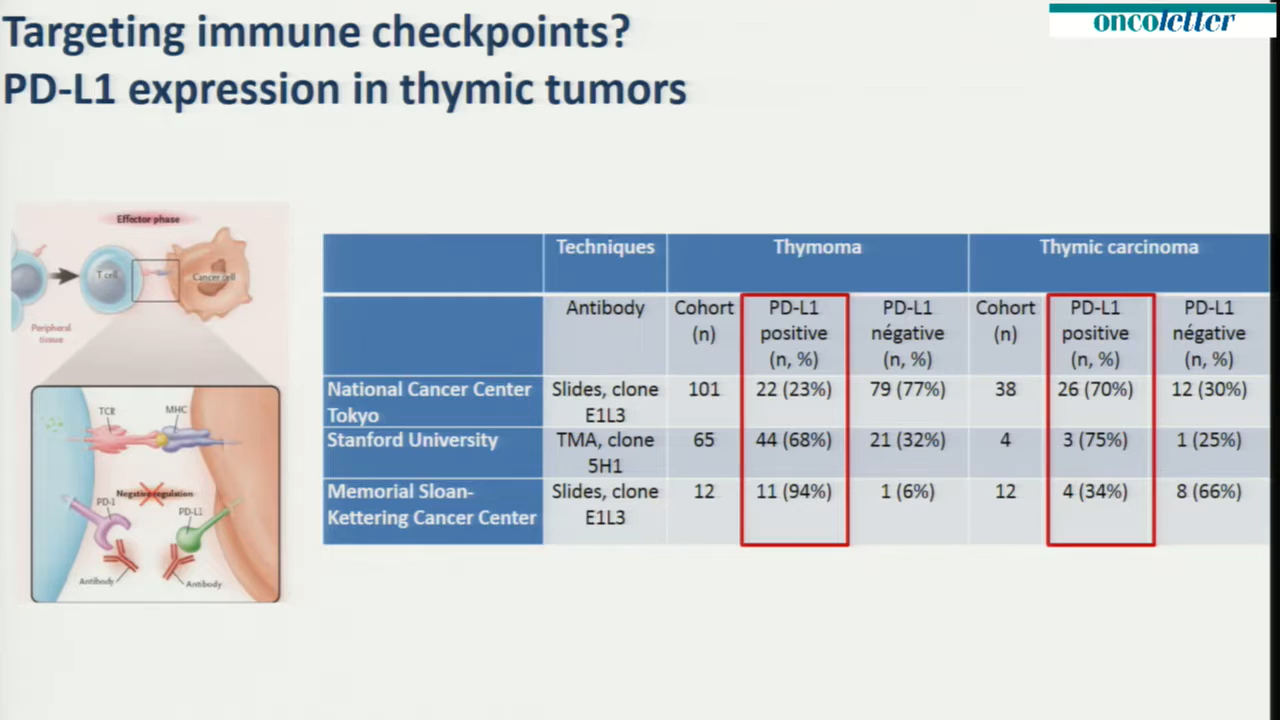 Targeting immune checkpoints?
PD-L1 expression in thymic tumors
oncoletter
Effector phase
T cell
Cancer cell
Peripheral
tissue
TCR
MHC
Negative regulation
PD-1
PD-L1
Antibody
Antibody
Techniques Thymoma Thymic carcinoma
Antibody Cohort (n) PD-L1 positive (n, %) PD-L1 négative (n, %) Cohort (n) PD-L1 positive (n, %) PD-L1 négative (n, %)
National Cancer Center Tokyo Slides, clone E1L3 101 22 (23%) 79 (77%) 38 26 (70%) 12 (30%)
Stanford University TMA, clone 5H1 65 44 (68%) 21 (32%) 4 3 (75%) 1 (25%)
Memorial Sloan-Kettering Cancer Center Slides, clone E1L3 12 11 (94%) 1 (6%) 12 4 (34%) 8 (66%)